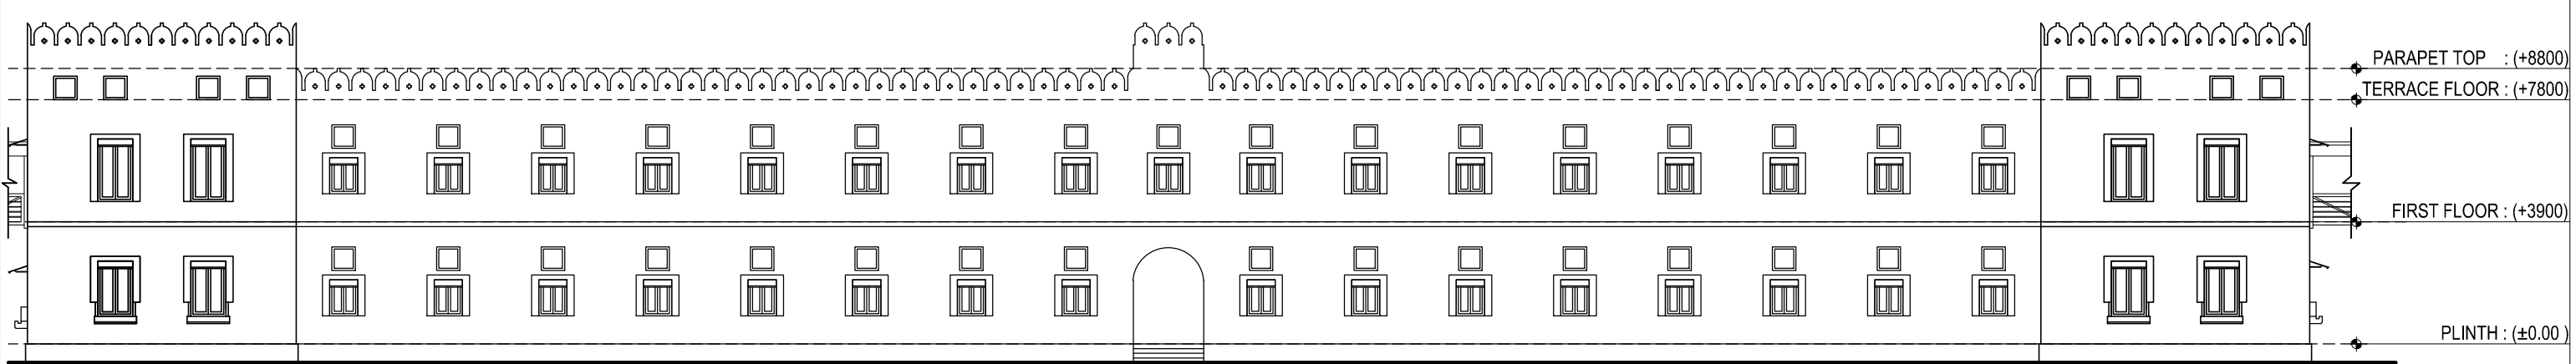 PARAPET TOP : (+8800)
TERRACE FLOOR : (+7800)
FIRST FLOOR : (+3900)
PLINTH : (±0.00 )